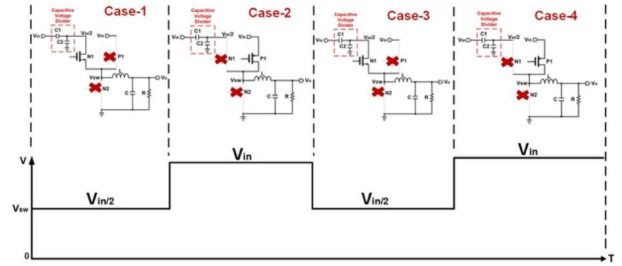 Case-1
Case-2
Case-3
Case-4
Capacitive
Voltage
Divider
Vin
C1
C2
Vin/2
Vin
N1
P1
Vsw
L
Vo
N2
C
R
Capacitive
Voltage
Divider
Vin
C1
C2
Vin
N1
P1
Vsw
L
Vo
N2
C
R
Capacitive
Voltage
Divider
Vin
C1
C2
Vin/2
Vin
N1
P1
Vsw
Vo
N2
C
R
Capacitive
Voltage
Divider
Vin
C1
C2
Vin/2
Vin
N1
P1
Vsw
Vo
N2
C
R
V
Vin
Vin
Vsw
Vin/2
Vin/2
0
T